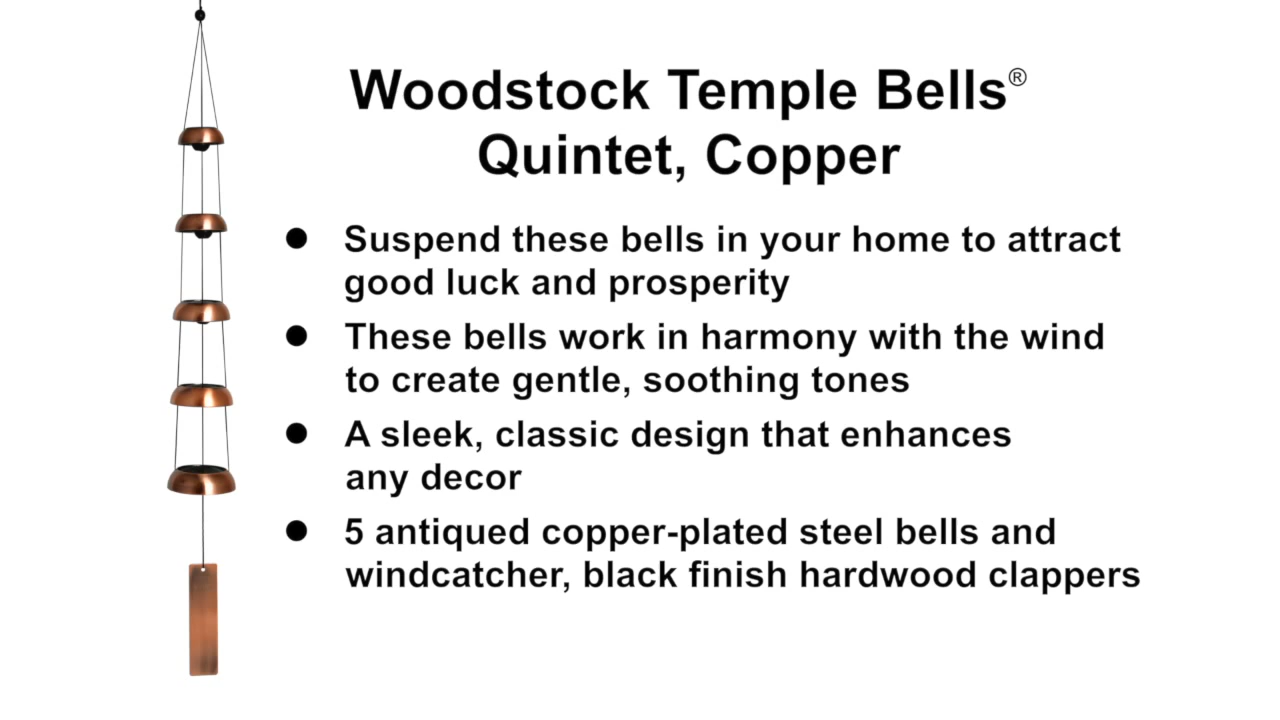 Woodstock Temple Bells®
Quintet, Copper
● Suspend these bells in your home to attract
good luck and prosperity
● These bells work in harmony with the wind
to create gentle, soothing tones
● A sleek, classic design that enhances
any decor
● 5 antiqued copper-plated steel bells and
windcatcher, black finish hardwood clappers